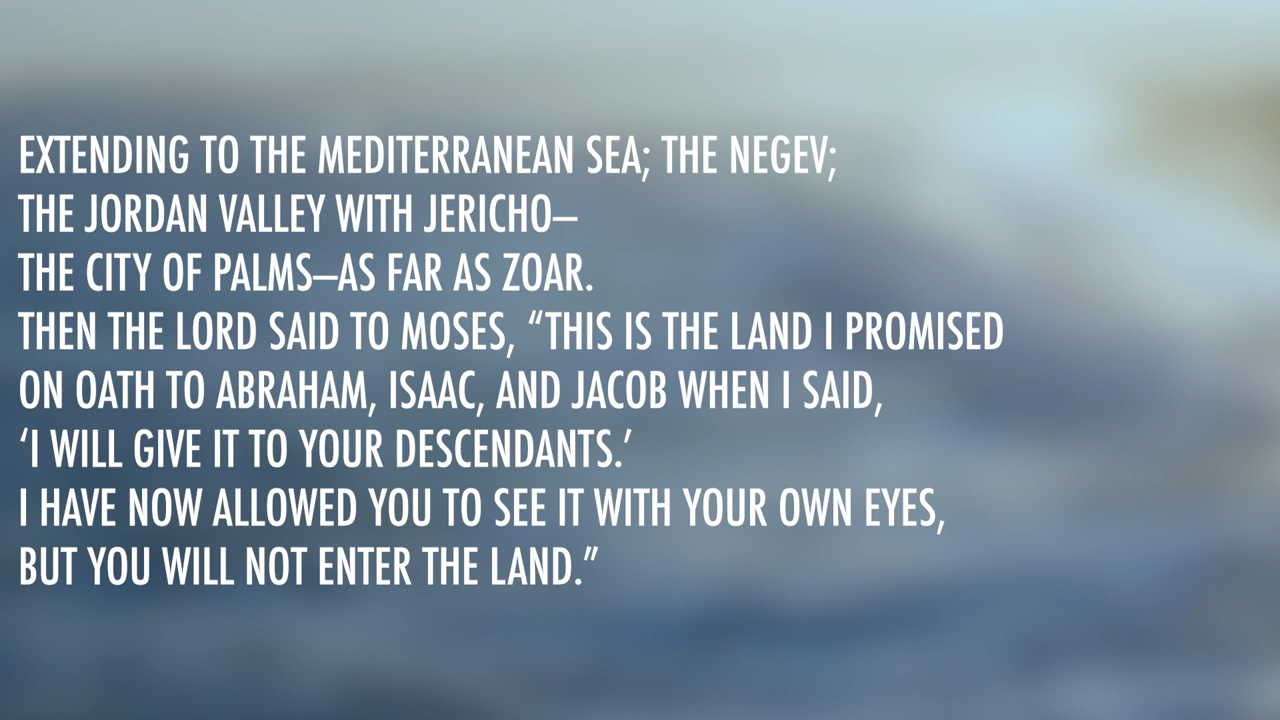 EXTENDING TO THE MEDITERRANEAN SEA; THE NEGEV;
THE JORDAN VALLEY WITH JERICHO–
THE CITY OF PALMS–AS FAR AS ZOAR.
THEN THE LORD SAID TO MOSES, “THIS IS THE LAND I PROMISED
ON OATH TO ABRAHAM, ISAAC, AND JACOB WHEN I SAID,
‘I WILL GIVE IT TO YOUR DESCENDANTS.’
I HAVE NOW ALLOWED YOU TO SEE IT WITH YOUR OWN EYES,
BUT YOU WILL NOT ENTER THE LAND.”